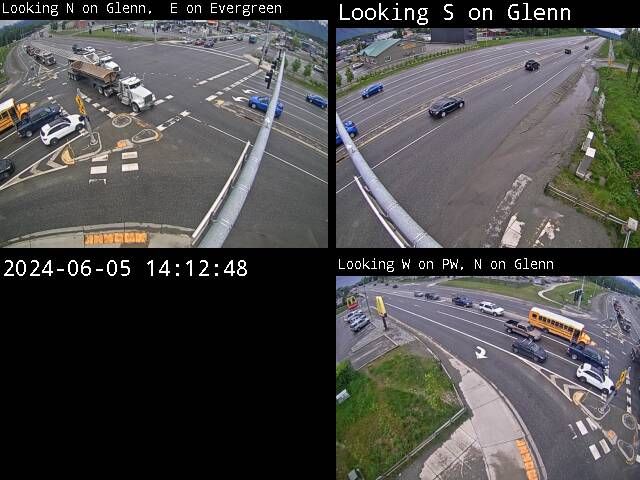 Looking N on Glenn,  E on Evergreen
Looking S on Glenn
2024-06-05 14:12:48
Looking W on PW, N on Glenn